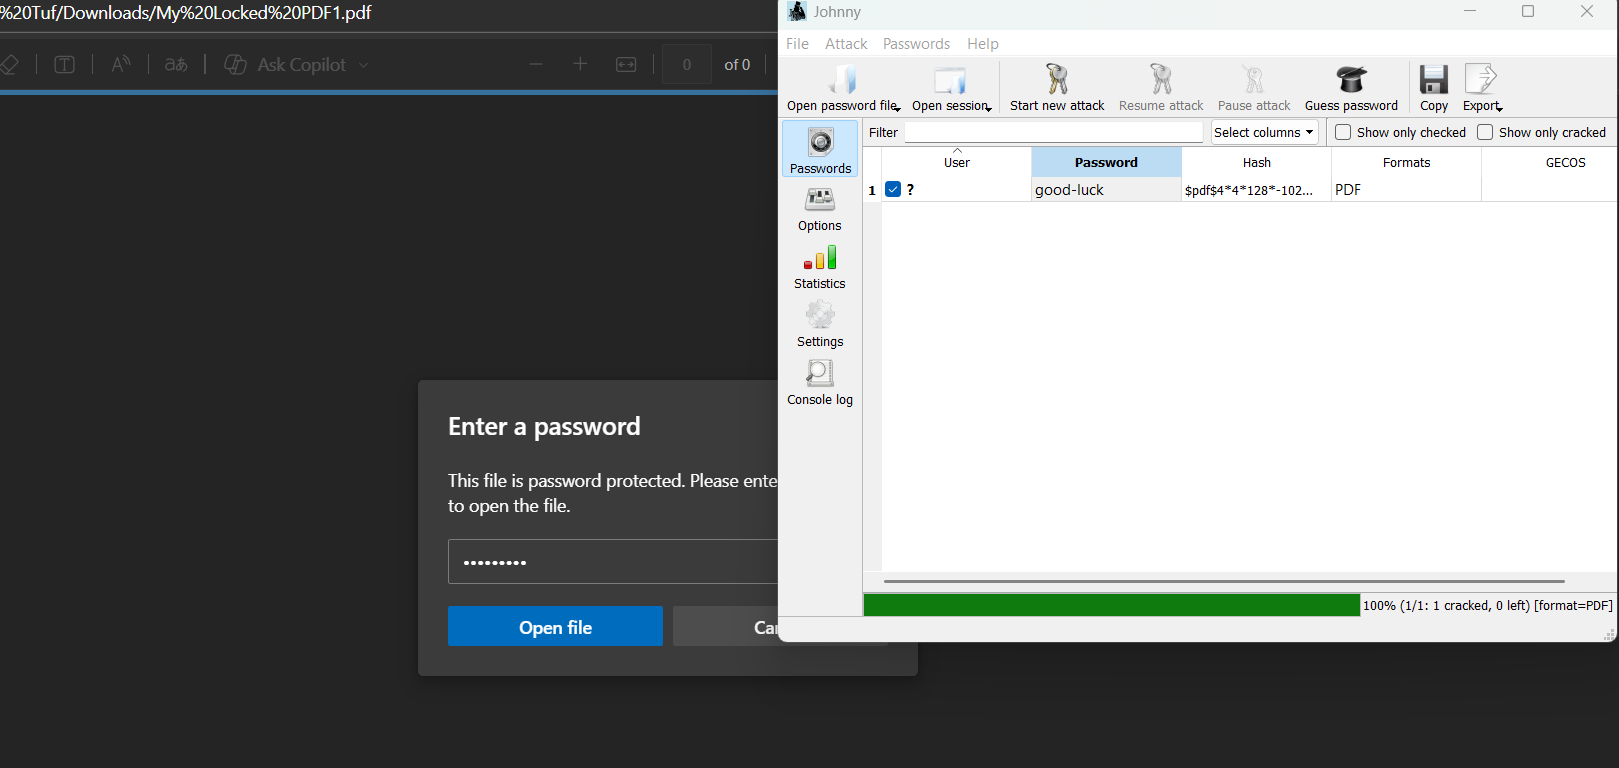 %20Tuf/Downloads/My%20Locked%20PDF1.pdf
T
A
aあ
Ask Copilot
0
of 0
Enter a password
This file is password protected. Please ente
to open the file.
•••••••••
Open file
Can
Johnny
File Attack Passwords Help
Open password file
Open session
Start new attack
Resume attack
Pause attack
Guess password
Copy
Export
Passwords
Options
Statistics
Settings
Console log
Filter
Select columns
Show only checked
Show only cracked
User Password Hash Formats GECOS
1 ? good-luck $pdf$4*4*128*-102... PDF
100% (1/1: 1 cracked, 0 left) [format=PDF]